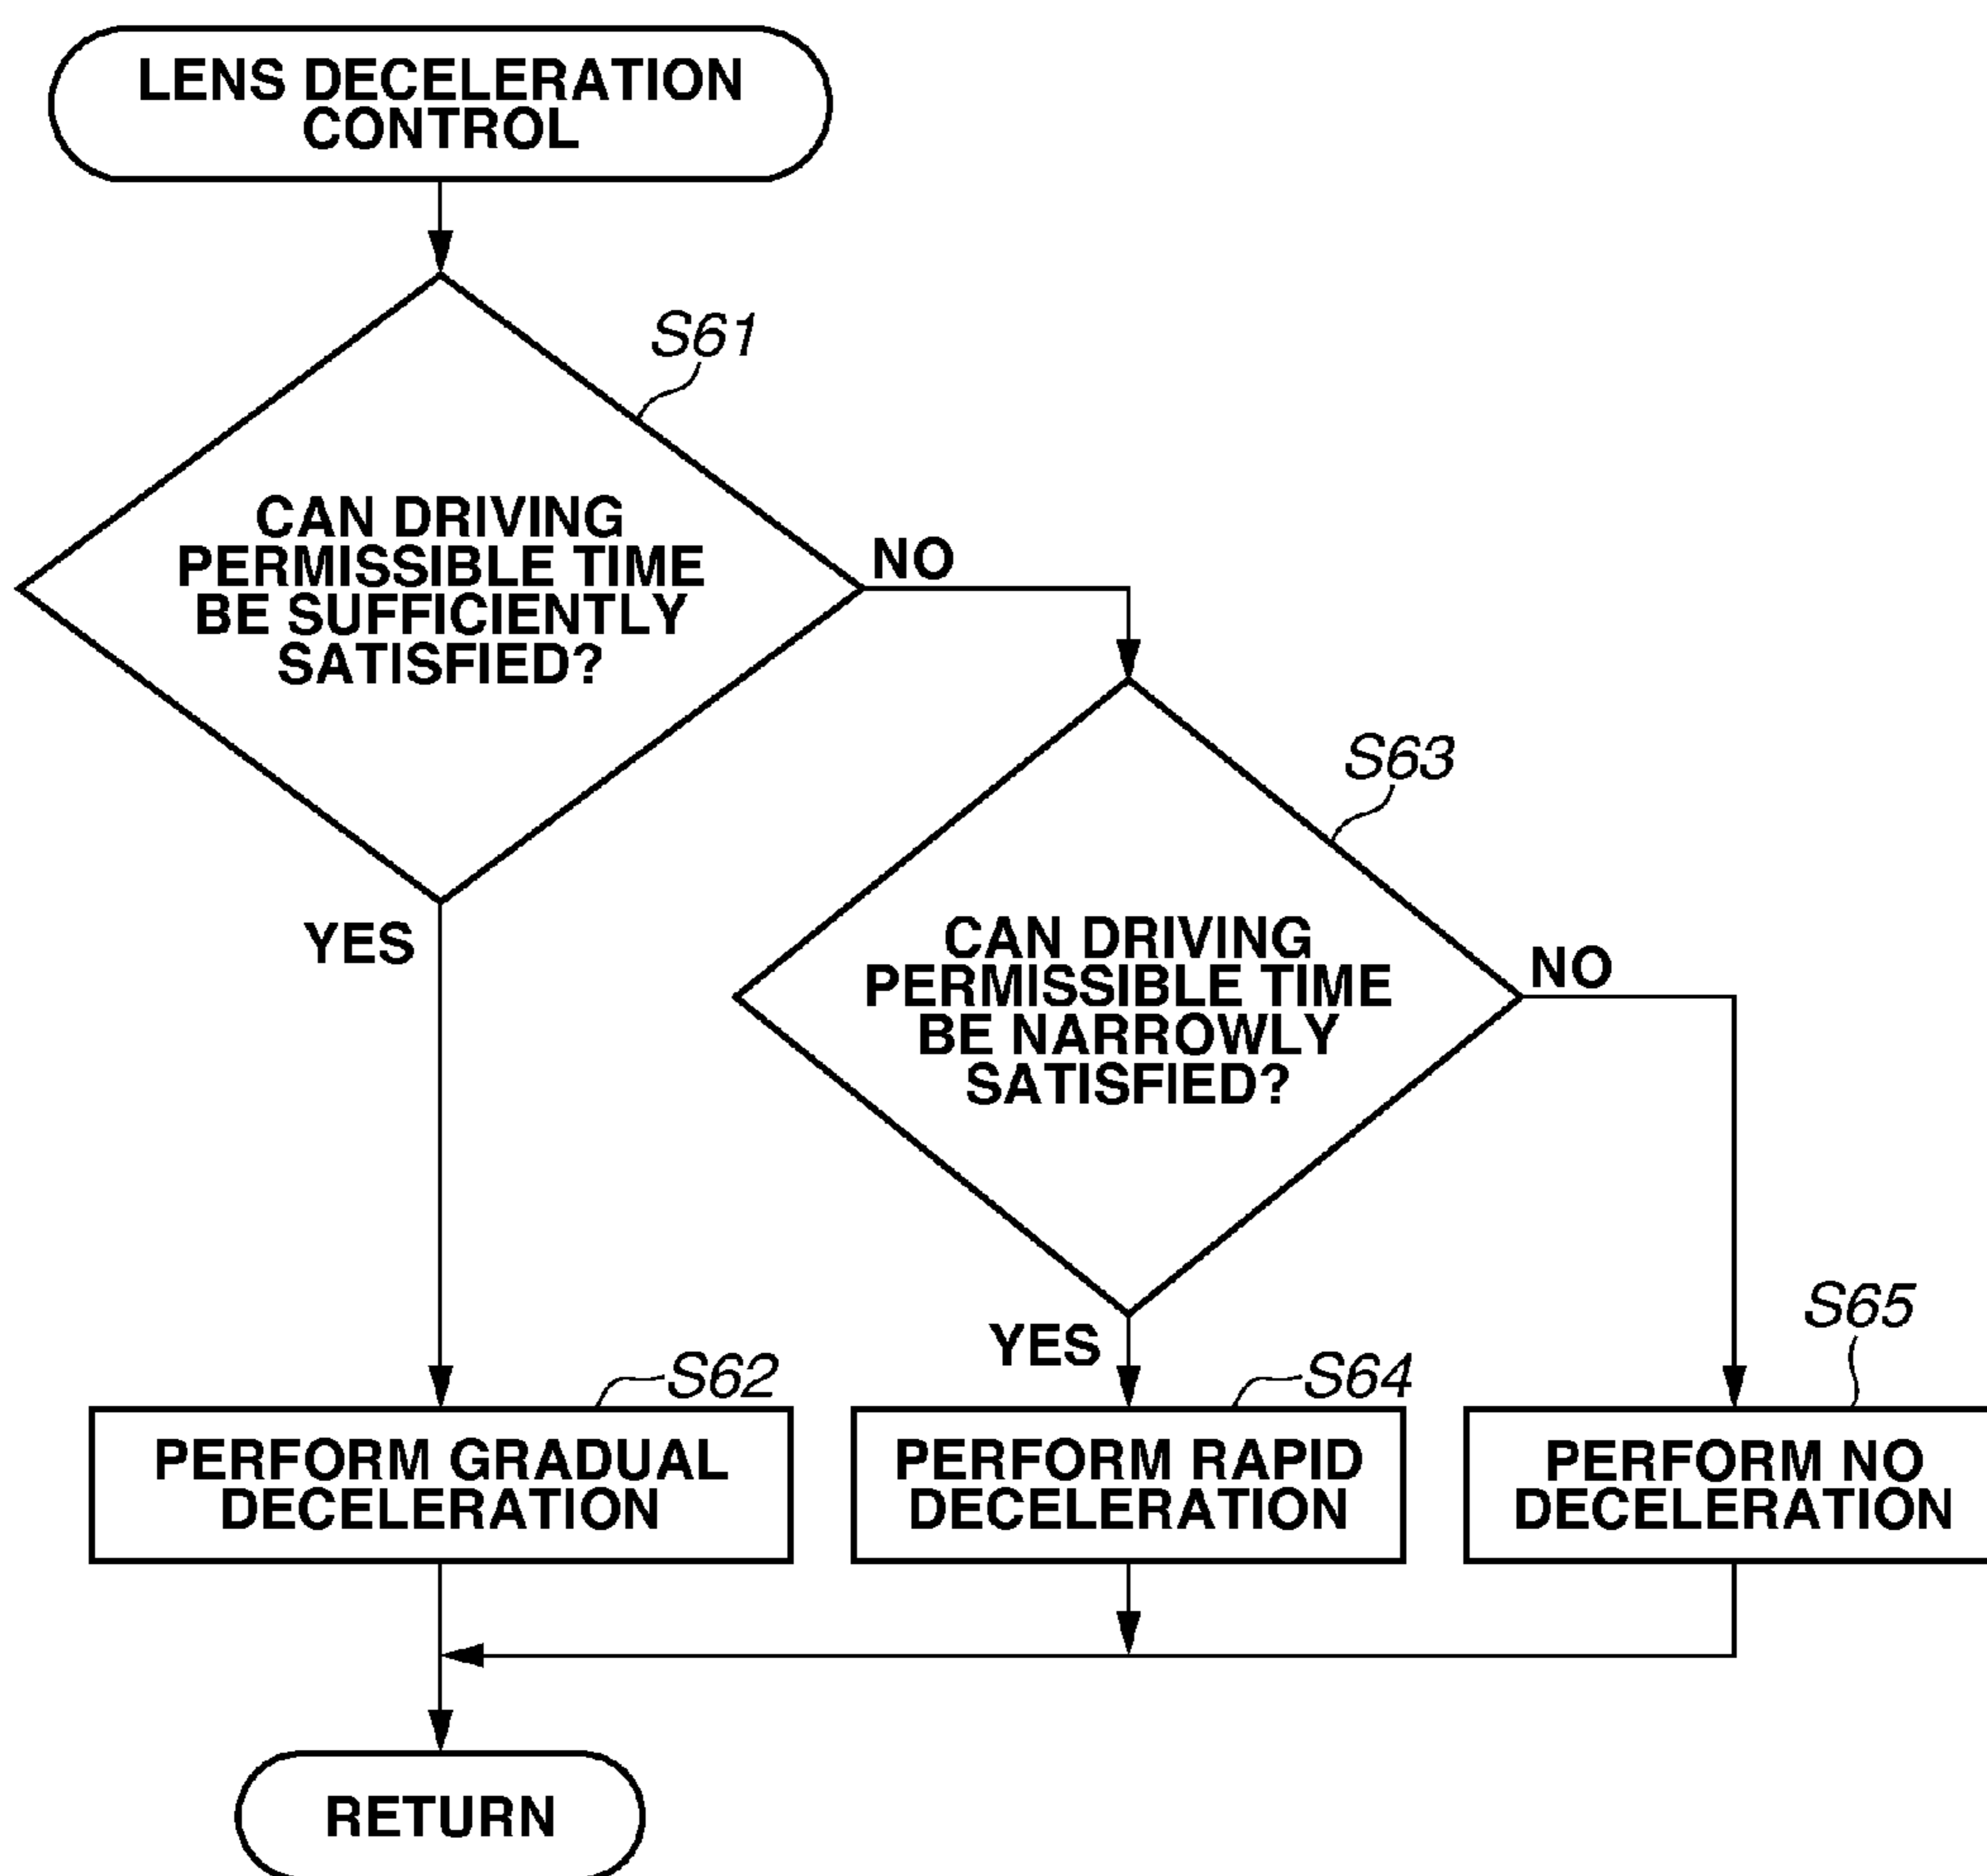 LENS DECELERATION
CONTROL
S61
CAN DRIVING
PERMISSIBLE TIME
BE SUFFICIENTLY
SATISFIED?
NO
YES
S63
CAN DRIVING
PERMISSIBLE TIME
BE NARROWLY
SATISFIED?
NO
YES
S62
PERFORM GRADUAL
DECELERATION
S64
PERFORM RAPID
DECELERATION
S65
PERFORM NO
DECELERATION
RETURN